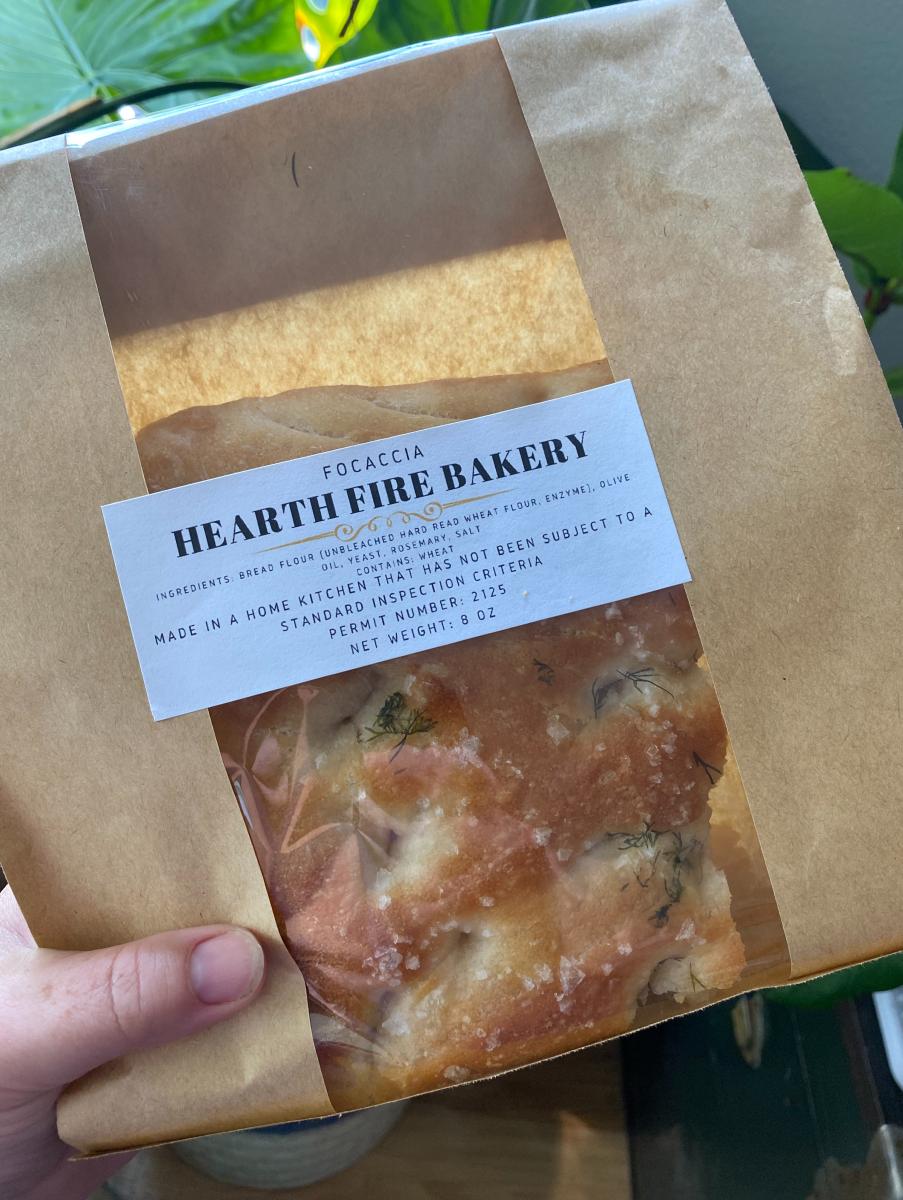 FOCACCIA
HEARTH FIRE BAKERY
INGREDIENTS: BREAD FLOUR (UNBLEACHED HARD READ WHEAT FLOUR, ENZYME), OLIVE
OIL, YEAST, ROSEMARY, SALT
CONTAINS: WHEAT
MADE IN A HOME KITCHEN THAT HAS NOT BEEN SUBJECT TO A
STANDARD INSPECTION CRITERIA
PERMIT NUMBER: 2125
NET WEIGHT: 8 OZ